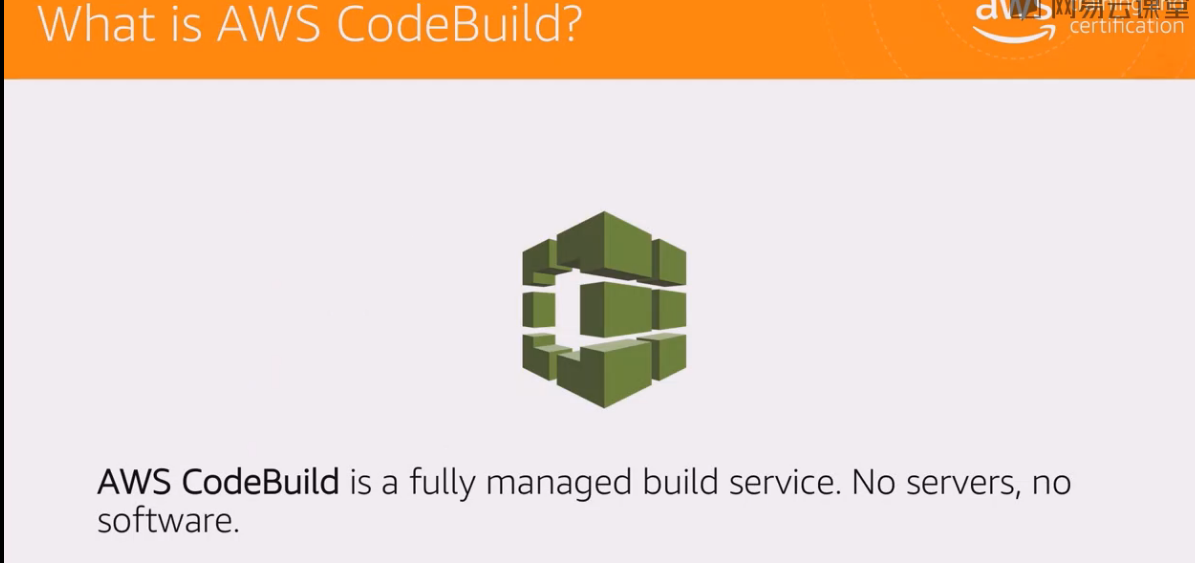 What is AWS CodeBuild?
aws
网易云课堂
certification
AWS CodeBuild is a fully managed build service. No servers, no
software.